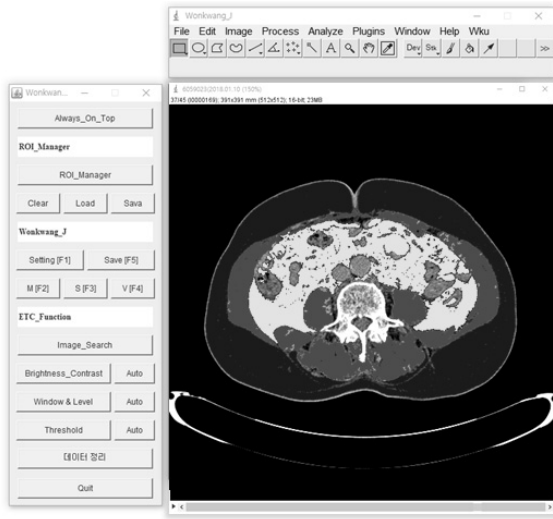 Wonkwang_J
File Edit Image Process Analyze Plugins Window Help Wku
Dev Stk
>>
Wonkwang...
Always_On_Top
ROI_Manager
ROI_Manager
Clear Load Sava
Wonkwang_J
Setting [F1] Save [F5]
M [F2] S [F3] V [F4]
ETC_Function
Image_Search
Brightness_Contrast Auto
Window & Level Auto
Threshold Auto
데이터 정리
Quit
6059023/2018.01.10 (150%)
37/45 (I0000169); 391x391 mm (512x512); 16-bit; 23MB